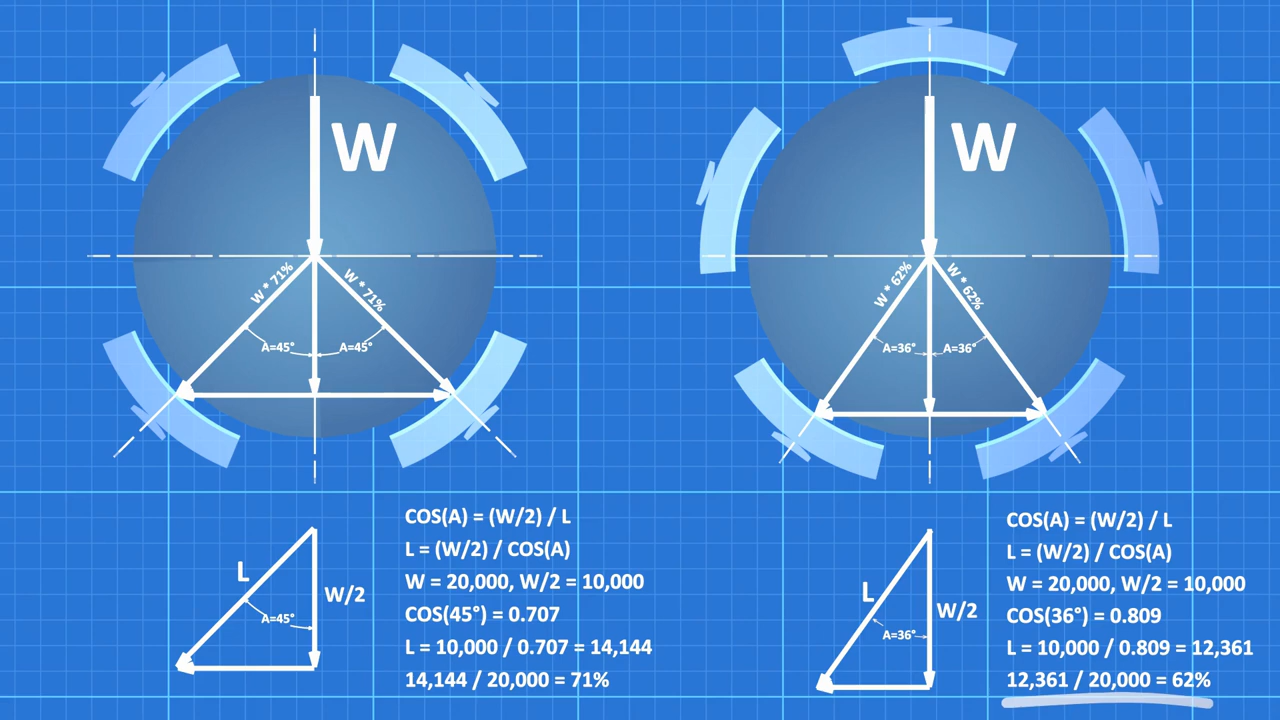 W
W * 71%
W * 71%
A=45°
A=45°
L
A=45°
W/2
COS(A) = (W/2) / L
L = (W/2) / COS(A)
W = 20,000, W/2 = 10,000
COS(45°) = 0.707
L = 10,000 / 0.707 = 14,144
14,144 / 20,000 = 71%
W
W * 62%
W * 62%
A=36°
A=36°
L
A=36°
W/2
COS(A) = (W/2) / L
L = (W/2) / COS(A)
W = 20,000, W/2 = 10,000
COS(36°) = 0.809
L = 10,000 / 0.809 = 12,361
12,361 / 20,000 = 62%